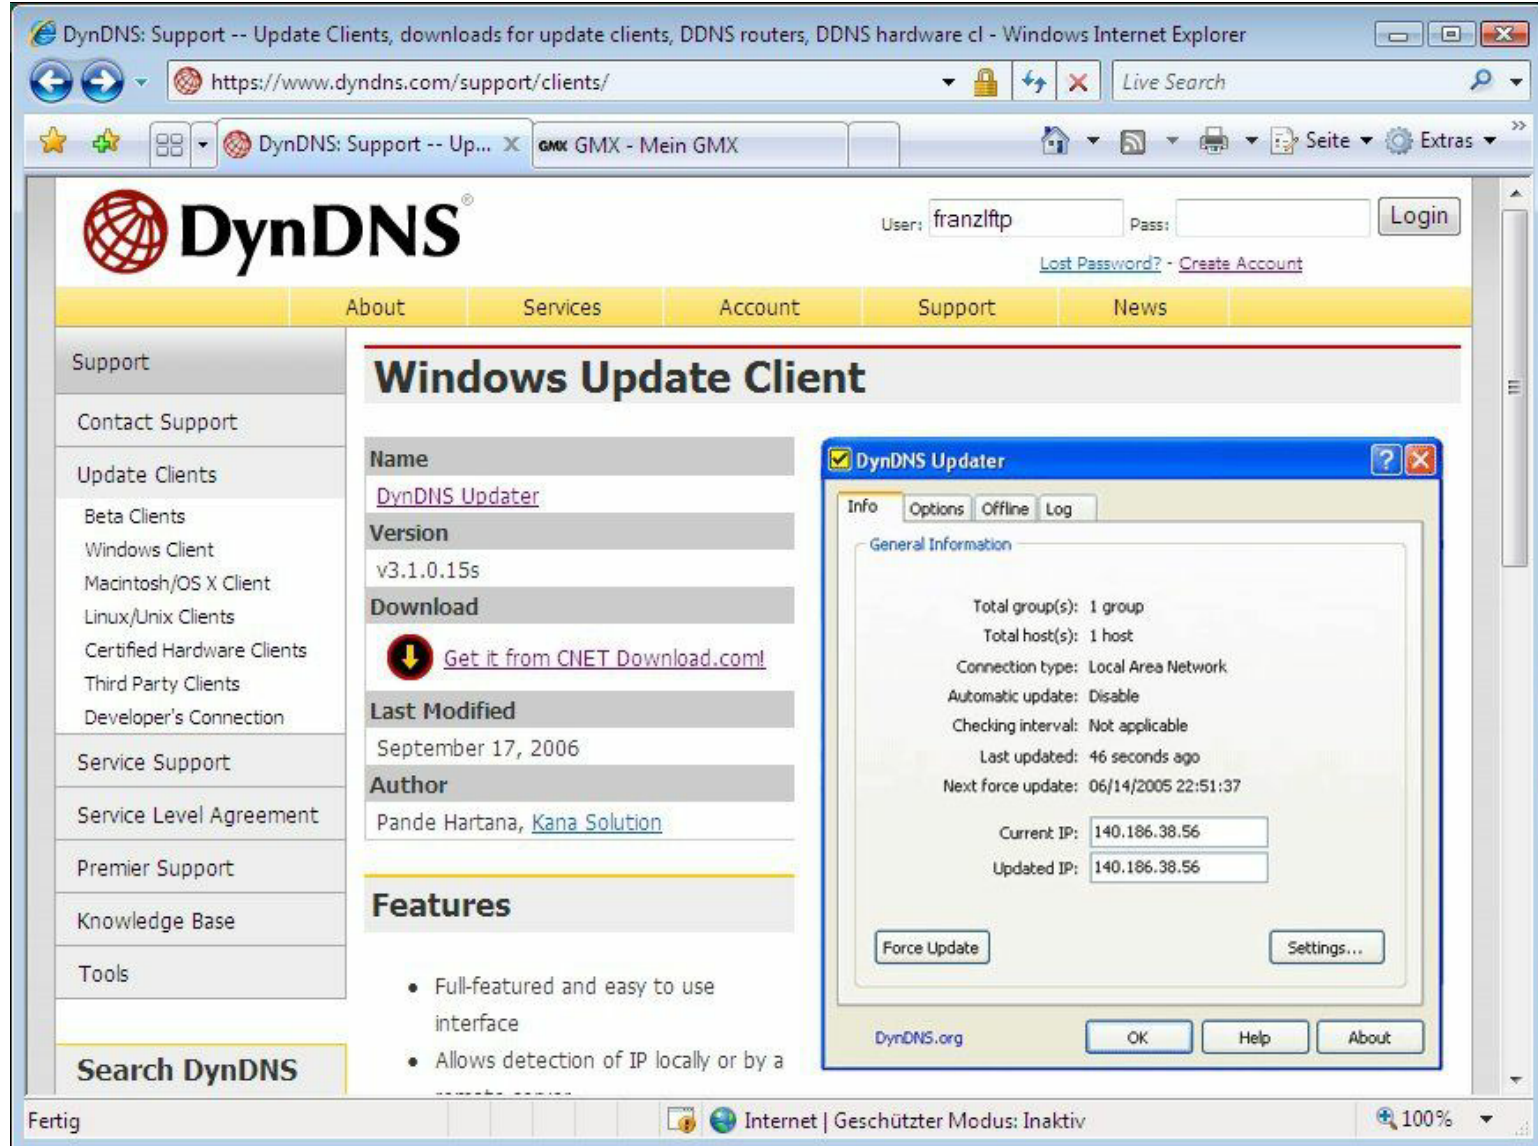 DynDNS: Support -- Update Clients, downloads for update clients, DDNS routers, DDNS hardware cl - Windows Internet Explorer
https://www.dyndns.com/support/clients/
Live Search
DynDNS: Support -- Up...
GMX GMX - Mein GMX
Seite
Extras
DynDNS®
User: franzlftp
Pass:
Login
Lost Password? - Create Account
About Services Account Support News
Support
Contact Support
Update Clients
Beta Clients
Windows Client
Macintosh/OS X Client
Linux/Unix Clients
Certified Hardware Clients
Third Party Clients
Developer's Connection
Service Support
Service Level Agreement
Premier Support
Knowledge Base
Tools
Search DynDNS
Windows Update Client
Name
DynDNS Updater
Version
v3.1.0.15s
Download
Get it from CNET Download.com!
Last Modified
September 17, 2006
Author
Pande Hartana, Kana Solution
Features
• Full-featured and easy to use
interface
• Allows detection of IP locally or by a
DynDNS Updater
Info Options Offline Log
General Information
Total group(s): 1 group
Total host(s): 1 host
Connection type: Local Area Network
Automatic update: Disable
Checking interval: Not applicable
Last updated: 46 seconds ago
Next force update: 06/14/2005 22:51:37
Current IP: 140.186.38.56
Updated IP: 140.186.38.56
Force Update
Settings...
DynDNS.org
OK Help About
Fertig
Internet | Geschützter Modus: Inaktiv
100%